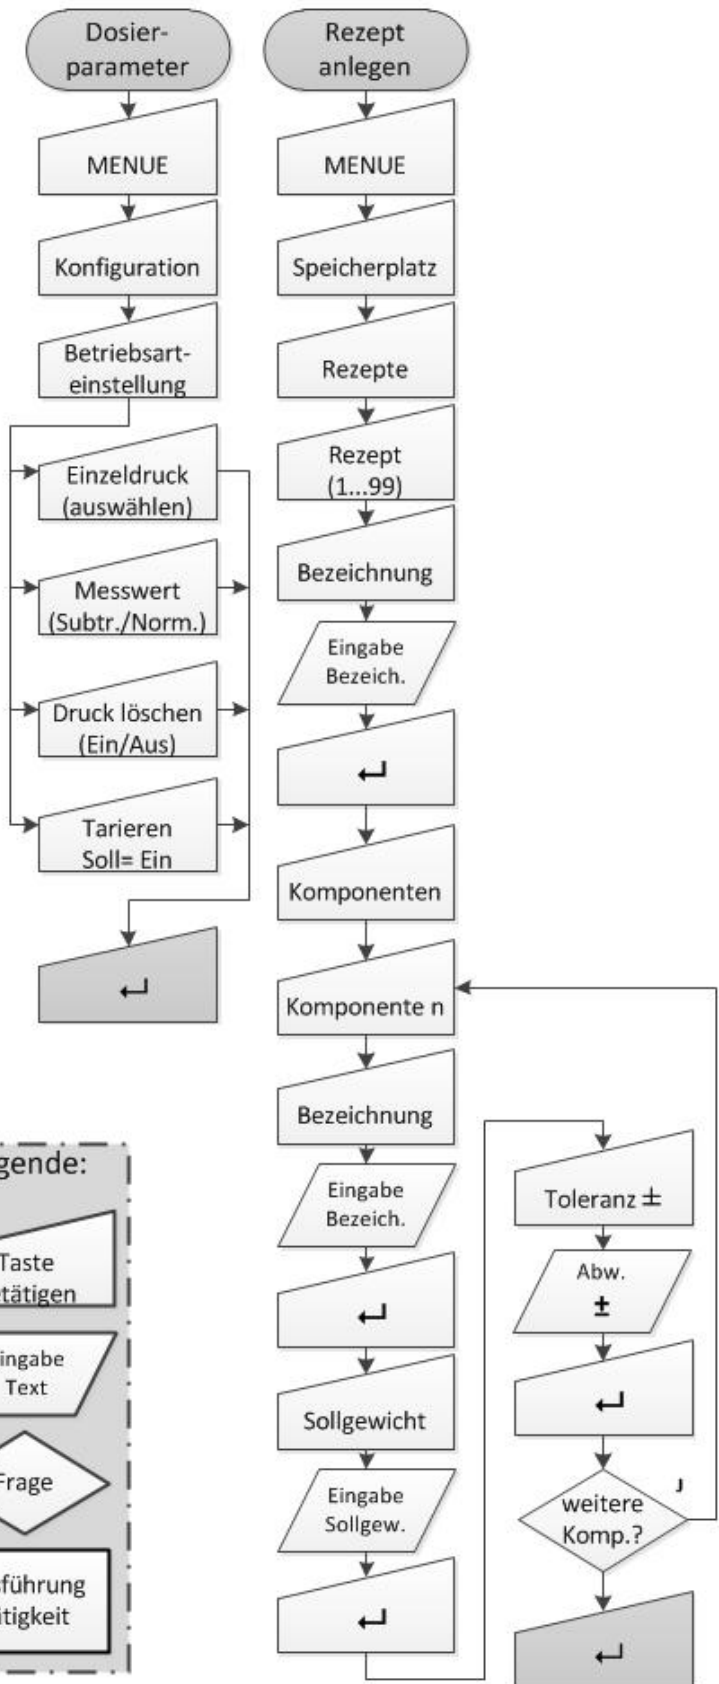 Dosier-
parameter
MENUE
Konfiguration
Betriebsart-
einstellung
Einzeldruck
(auswählen)
Messwert
(Subtr./Norm.)
Druck löschen
(Ein/Aus)
Tarieren
Soll= Ein
↵
Rezept
anlegen
MENUE
Speicherplatz
Rezepte
Rezept
(1...99)
Bezeichnung
Eingabe
Bezeich.
↵
Komponenten
Komponente n
Bezeichnung
Eingabe
Bezeich.
↵
Sollgewicht
Eingabe
Sollgew.
↵
Toleranz ±
Abw.
±
↵
J
weitere
Komp.?
↵
gende:
Taste
tätigen
ingabe
Text
Frage
führung
tigkeit